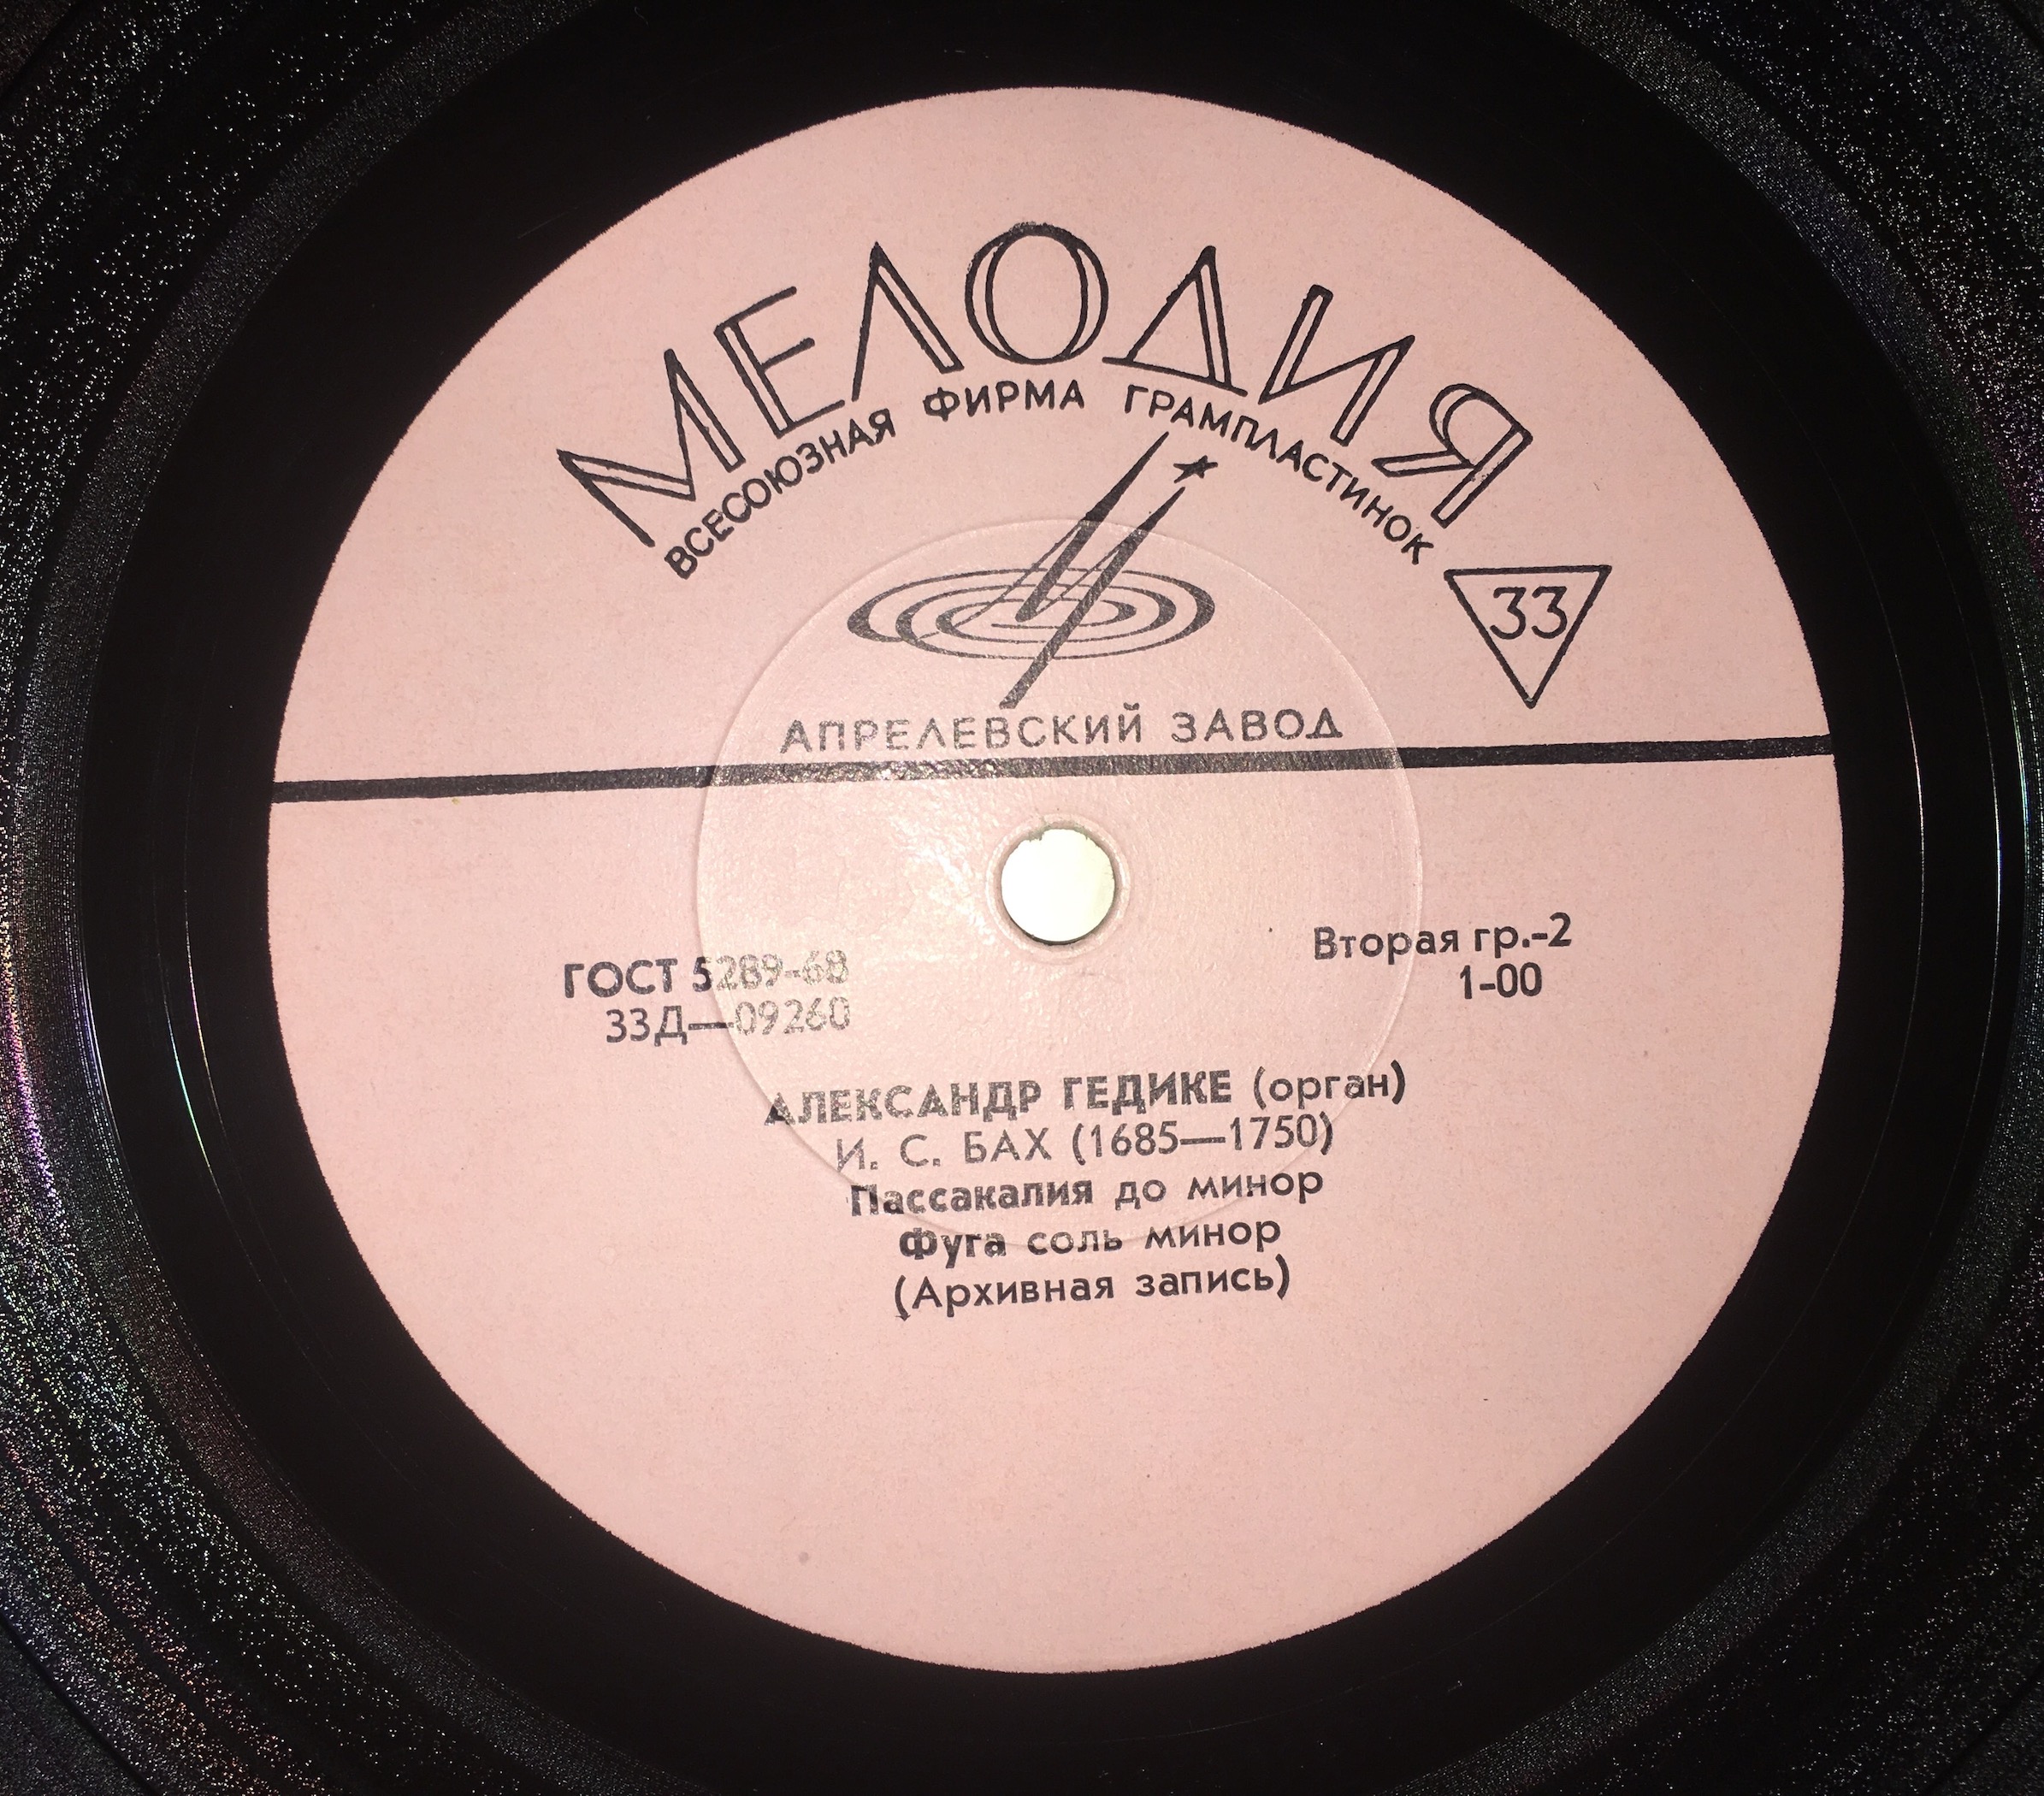 МЕЛОДИЯ
ВСЕСОЮЗНАЯ ФИРМА ГРАМПЛАСТИНОК
33
АПРЕЛЕВСКИЙ ЗАВОД
ГОСТ 5289-68
33Д—09260
Вторая гр.-2
1-00
АЛЕКСАНДР ГЕДИКЕ (орган)
И. С. БАХ (1685—1750)
Пассакалия до минор
Фуга соль минор
(Архивная запись)